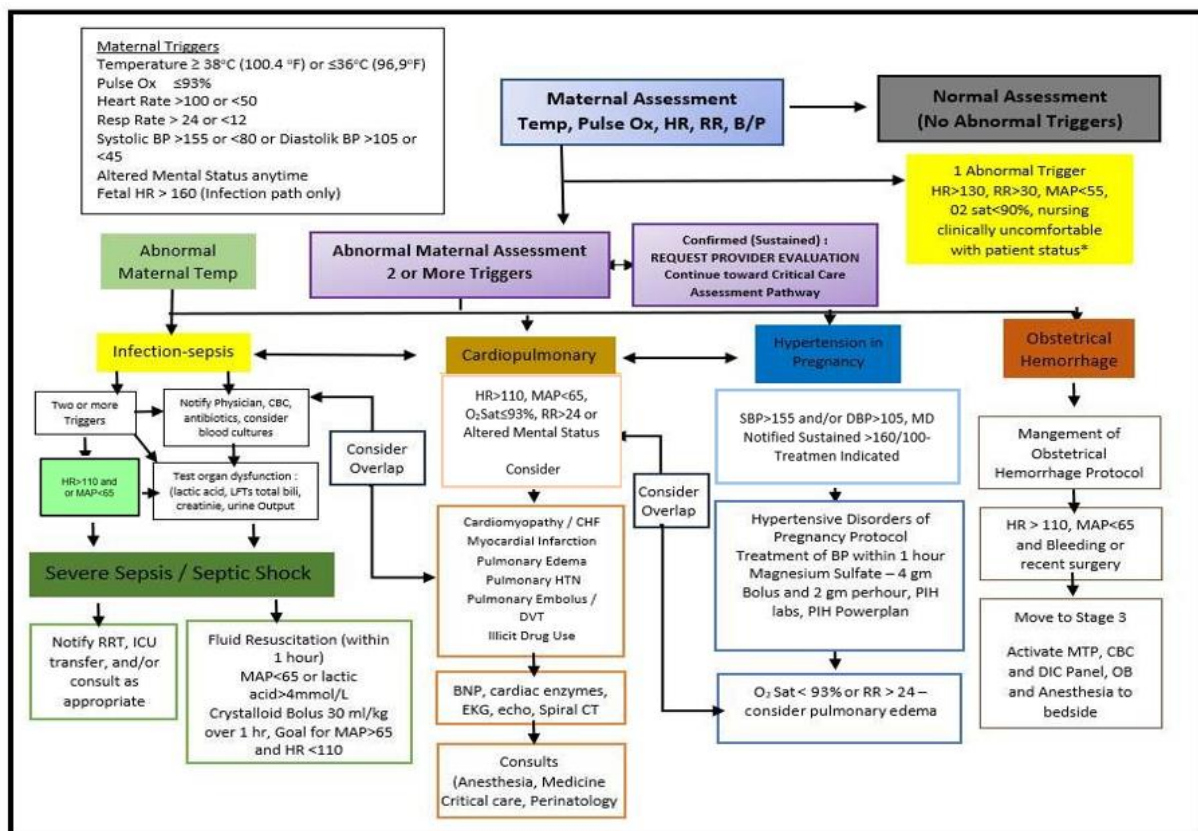 Maternal Triggers
Temperature ≥ 38°C (100.4 °F) or ≤36°C (96,9°F)
Pulse Ox ≤93%
Heart Rate >100 or <50
Resp Rate > 24 or <12
Systolic BP >155 or <80 or Diastolik BP >105 or
<45
Altered Mental Status anytime
Fetal HR > 160 (Infection path only)
Maternal Assessment
Temp, Pulse Ox, HR, RR, B/P
Normal Assessment
(No Abnormal Triggers)
1 Abnormal Trigger
HR>130, RR>30, MAP<55,
02 sat<90%, nursing
clinically uncomfortable
with patient status*
Abnormal
Maternal Temp
Abnormal Maternal Assessment
2 or More Triggers
Confirmed (Sustained) :
REQUEST PROVIDER EVALUATION
Continue toward Critical Care
Assessment Pathway
Infection-sepsis
Cardiopulmonary
Hypertension in
Pregnancy
Obstetrical
Hemorrhage
Two or more
Triggers
Notify Physician, CBC,
antibiotics, consider
blood cultures
HR>110 and
or MAP<65
Test organ dysfunction :
(lactic acid, LFTs total bili,
creatinie, urine Output
Consider
Overlap
HR>110, MAP<65,
O₂Sat≤93%, RR>24 or
Altered Mental Status
Consider
Consider
Overlap
SBP>155 and/or DBP>105, MD
Notified Sustained >160/100-
Treatmen Indicated
Mangement of
Obstetrical
Hemorrhage Protocol
Severe Sepsis / Septic Shock
Cardiomyopathy / CHF
Myocardial Infarction
Pulmonary Edema
Pulmonary HTN
Pulmonary Embolus /
DVT
Illicit Drug Use
Hypertensive Disorders of
Pregnancy Protocol
Treatment of BP within 1 hour
Magnesium Sulfate – 4 gm
Bolus and 2 gm perhour, PIH
labs, PIH Powerplan
HR > 110, MAP<65
and Bleeding or
recent surgery
Notify RRT, ICU
transfer, and/or
consult as
appropriate
Fluid Resuscitation (within
1 hour)
MAP<65 or lactic
acid>4mmol/L
Crystalloid Bolus 30 ml/kg
over 1 hr, Goal for MAP>65
and HR <110
BNP, cardiac enzymes,
EKG, echo, Spiral CT
O₂ Sat < 93% or RR > 24 –
consider pulmonary edema
Move to Stage 3
Activate MTP, CBC
and DIC Panel, OB
and Anesthesia to
bedside
Consults
(Anesthesia, Medicine
Critical care, Perinatology